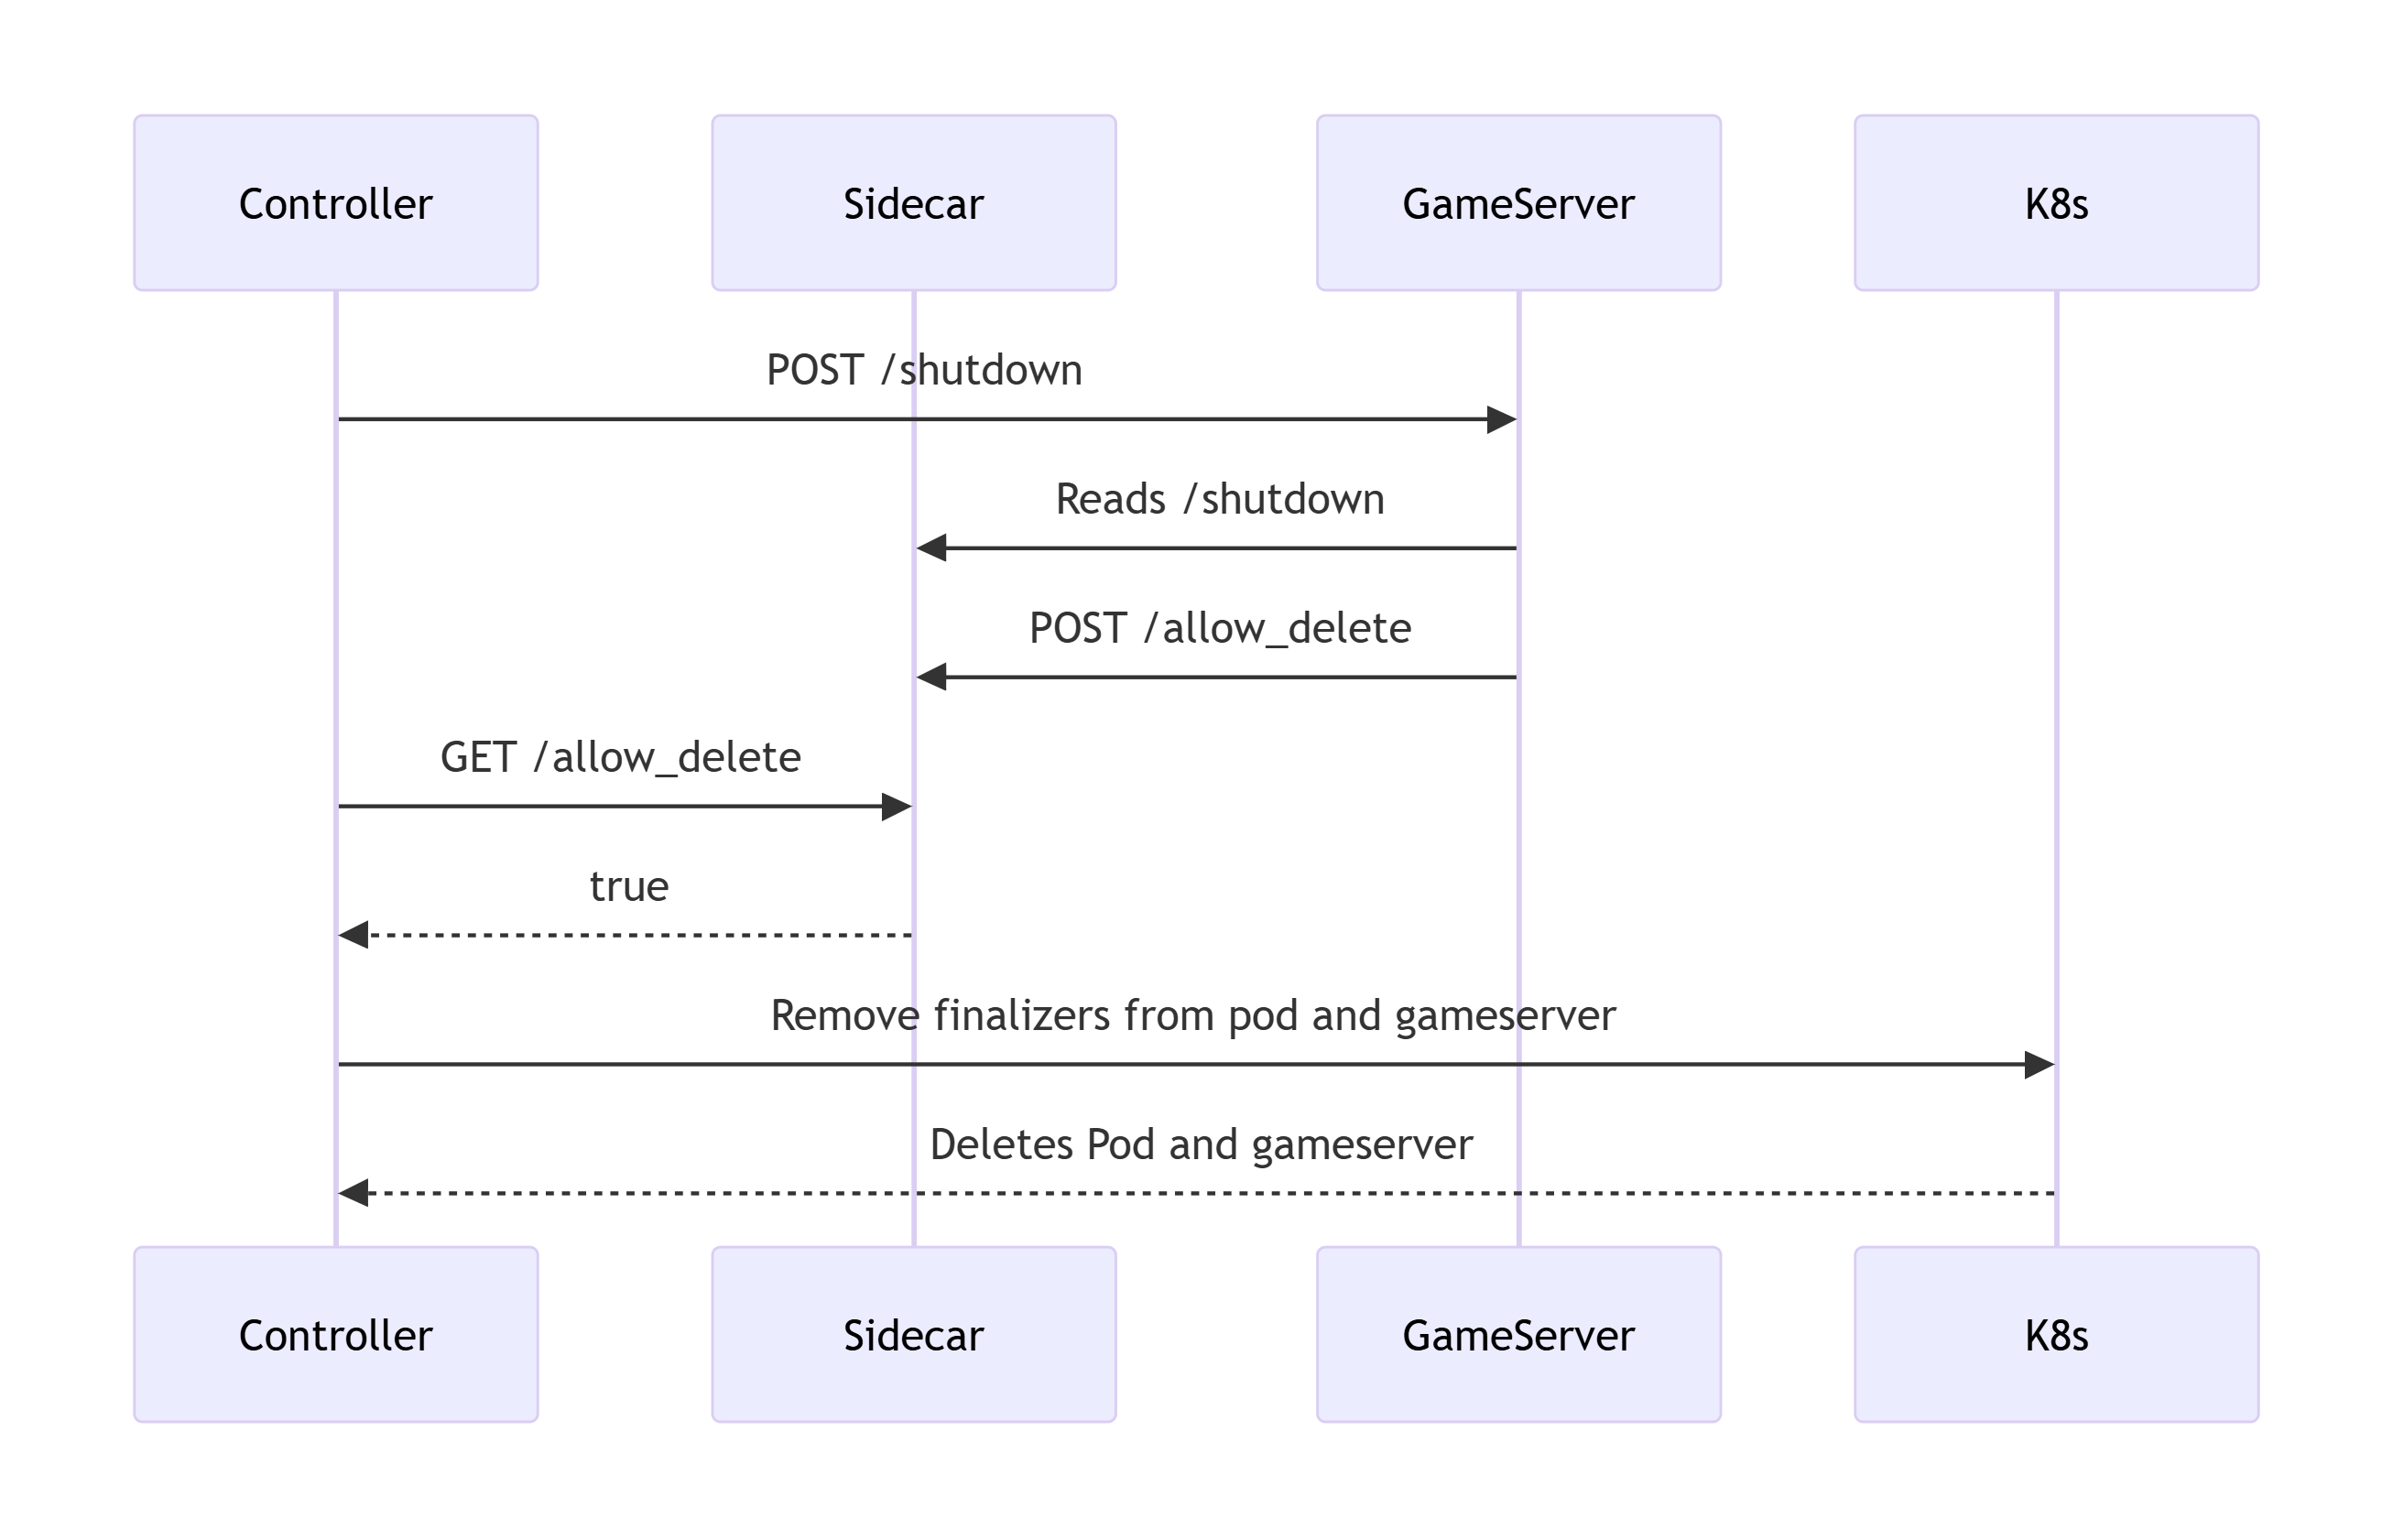 Controller
Sidecar
GameServer
K8s
POST /shutdown
Reads /shutdown
POST /allow_delete
GET /allow_delete
true
Remove finalizers from pod and gameserver
Deletes Pod and gameserver
Controller
Sidecar
GameServer
K8s